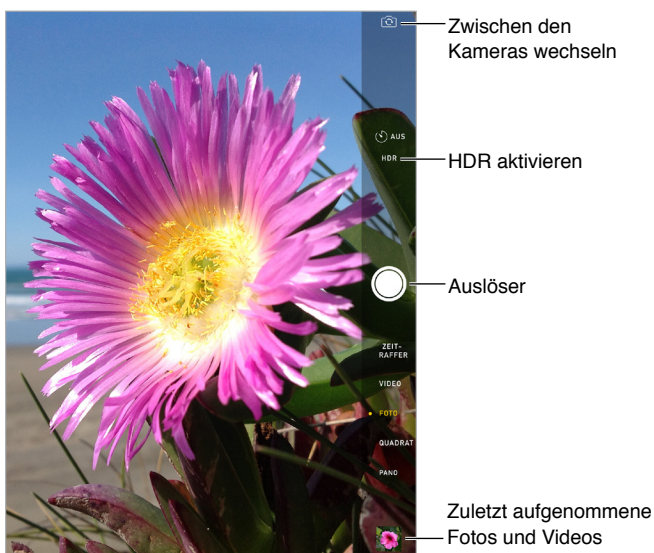 Zwischen den
Kameras wechseln
AUS
HDR
HDR aktivieren
Auslöser
ZEIT-
RAFFER
VIDEO
FOTO
QUADRAT
PANO
Zuletzt aufgenommene
Fotos und Videos